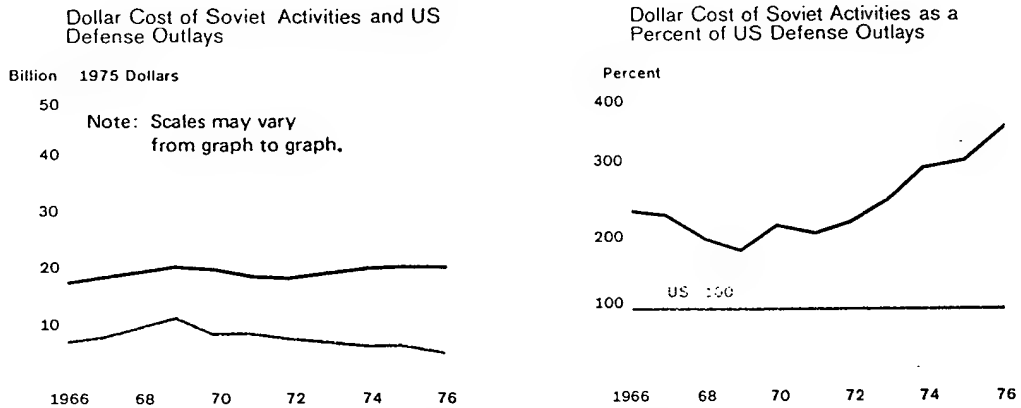 Dollar Cost of Soviet Activities and US
Defense Outlays
Billion 1975 Dollars
50
Note: Scales may vary
from graph to graph.
40
30
20
10
1966 68 70 72 74 76
Dollar Cost of Soviet Activities as a
Percent of US Defense Outlays
Percent
400
300
200
US
100
1966 68 70 72 74 76